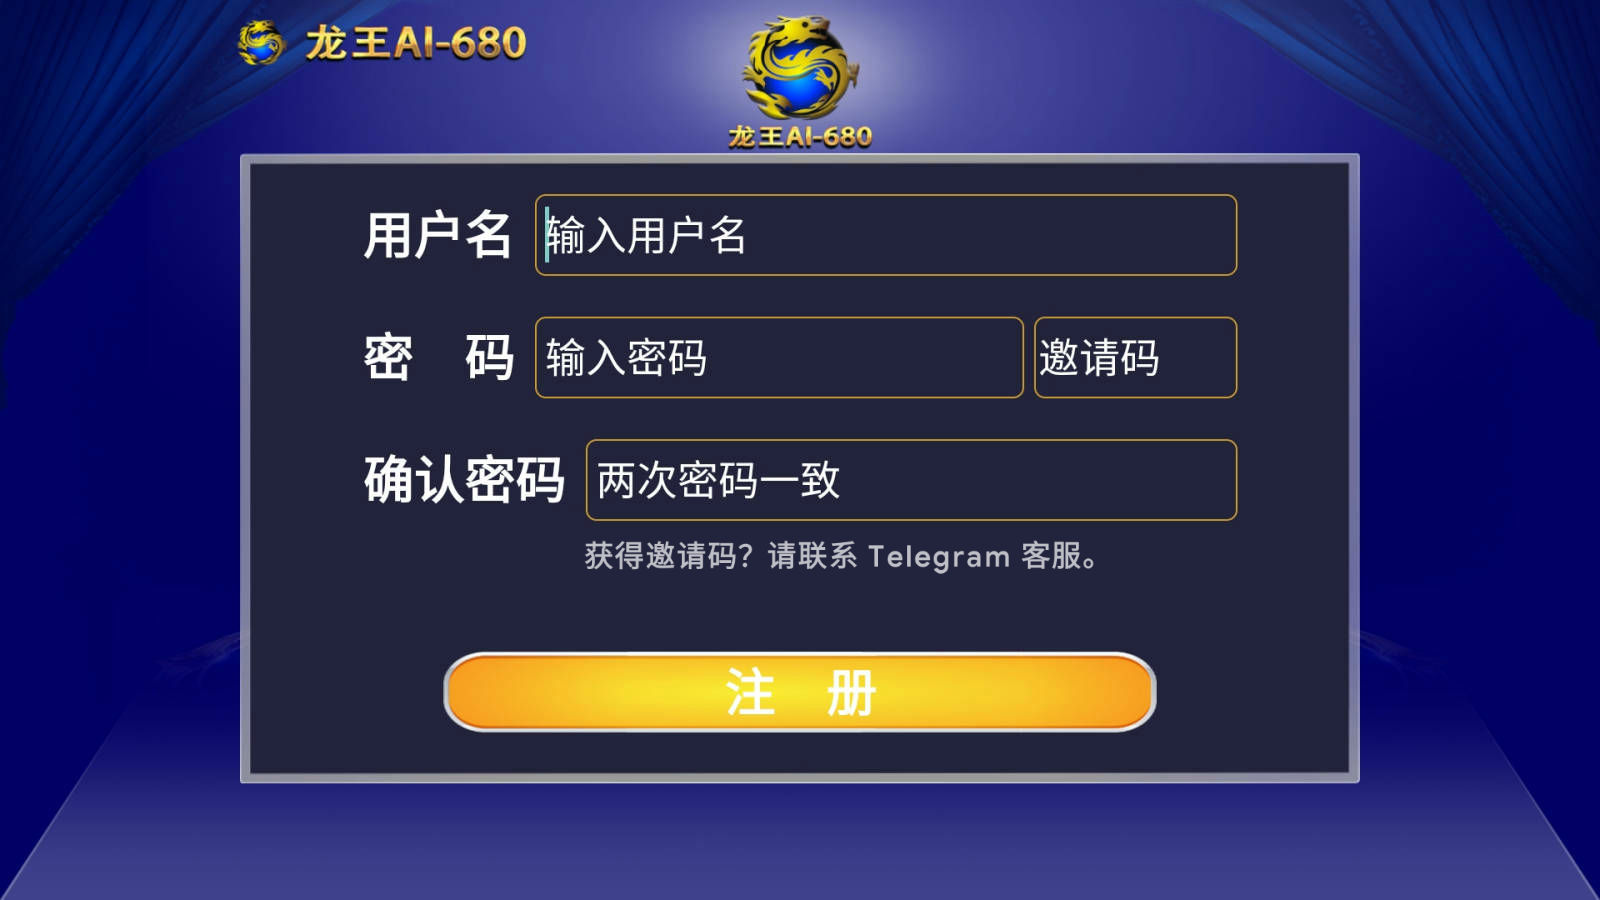 龙王AI-680
龙王AI-680
用户名 输入用户名
密 码 输入密码 邀请码
确认密码 两次密码一致
获得邀请码？请联系 Telegram 客服。
注 册